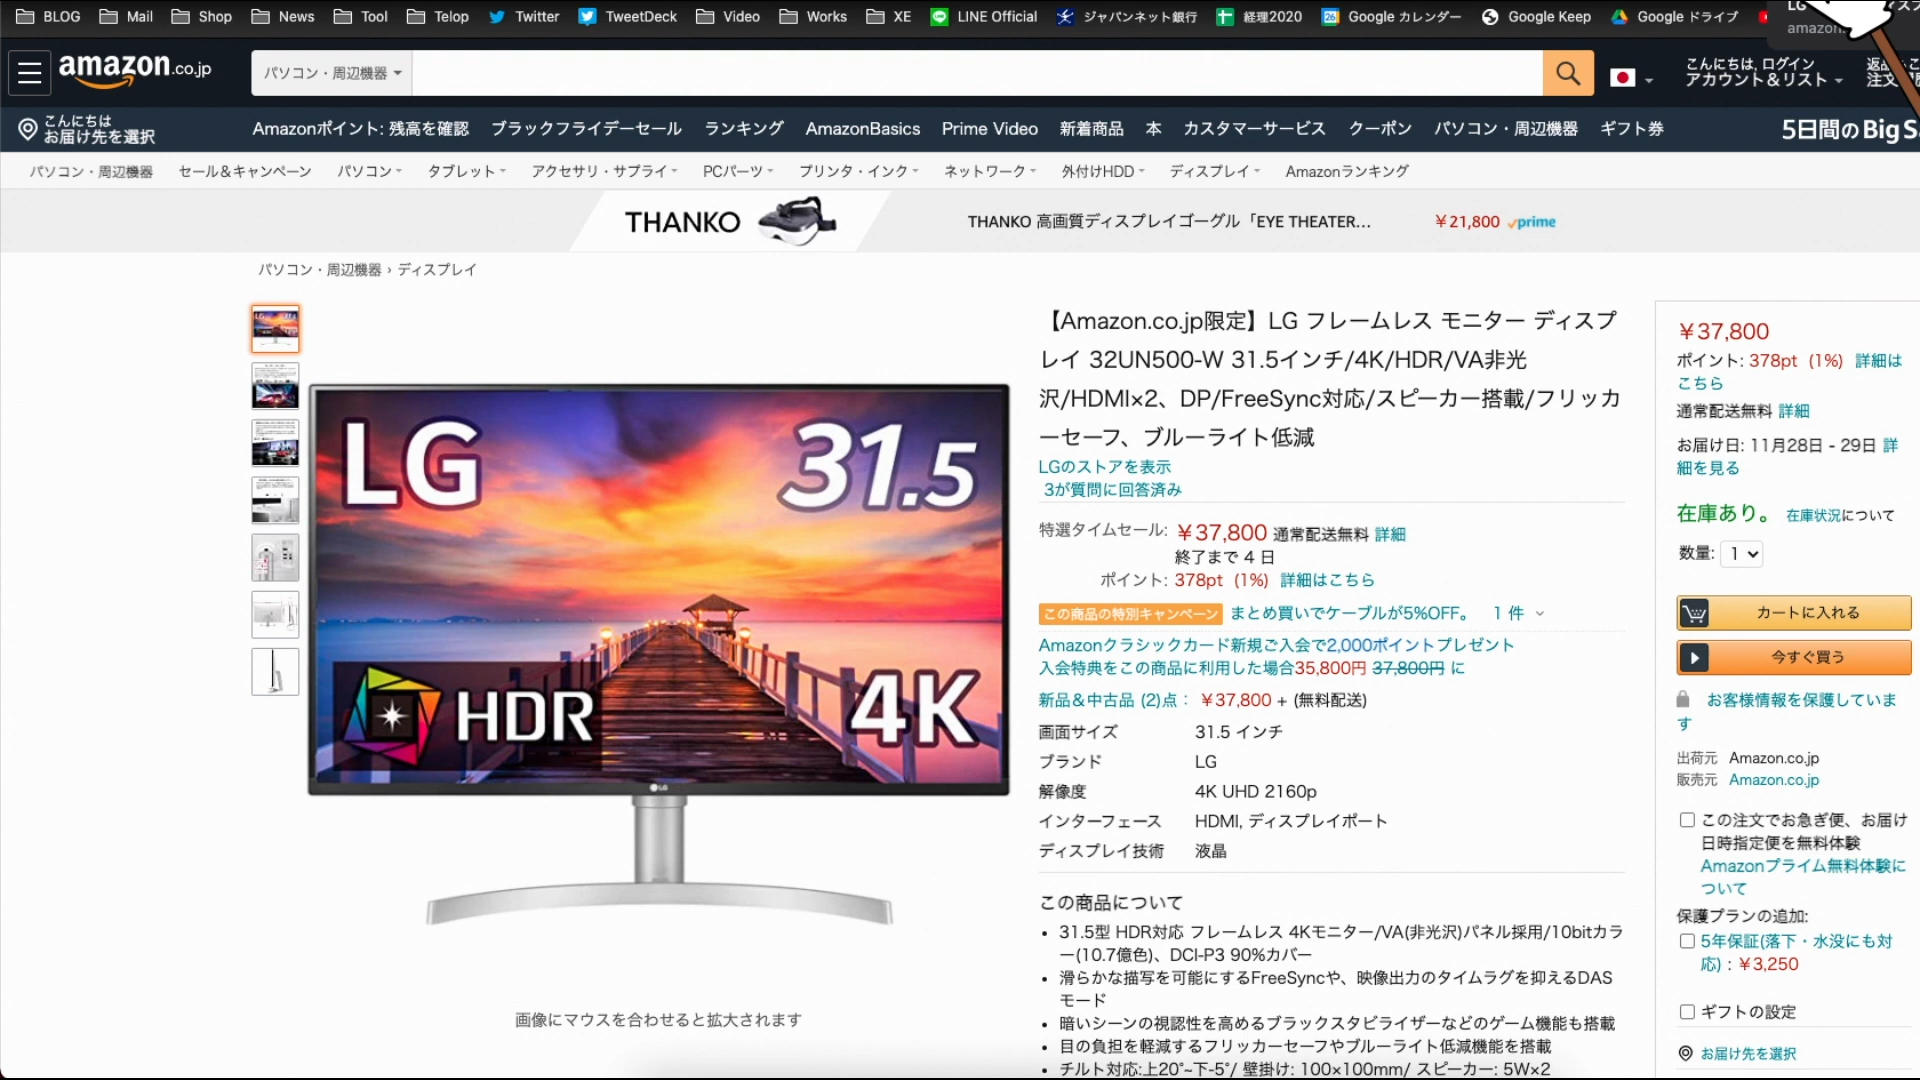 BLOG Mail Shop News Tool Telop Twitter TweetDeck Video Works XE LINE Official ジャパンネット銀行 経理2020 Google カレンダー Google Keep Google ドライブ
amazon.co.jp
パソコン・周辺機器
こんにちは, ログイン
アカウント＆リスト
こんにちは
お届け先を選択
Amazonポイント: 残高を確認 ブラックフライデーセール ランキング AmazonBasics Prime Video 新着商品 本 カスタマーサービス クーポン パソコン・周辺機器 ギフト券
5日間のBig
パソコン・周辺機器 セール＆キャンペーン パソコン タブレット アクセサリ・サプライ PCパーツ プリンタ・インク ネットワーク 外付けHDD ディスプレイ Amazonランキング
THANKO
THANKO 高画質ディスプレイゴーグル「EYE THEATER... ￥21,800 prime
パソコン・周辺機器 › ディスプレイ
LG
31.5
HDR
4K
LG
画像にマウスを合わせると拡大されます
【Amazon.co.jp限定】LG フレームレス モニター ディスプ
レイ 32UN500-W 31.5インチ/4K/HDR/VA非光
沢/HDMI×2、DP/FreeSync対応/スピーカー搭載/フリッカ
ーセーフ、ブルーライト低減
LGのストアを表示
3が質問に回答済み
特選タイムセール: ￥37,800 通常配送無料 詳細
終了まで 4 日
ポイント: 378pt (1%) 詳細はこちら
この商品の特別キャンペーン まとめ買いでケーブルが5%OFF。 1 件
Amazonクラシックカード新規ご入会で2,000ポイントプレゼント
入会特典をこの商品に利用した場合35,800円 37,800円 に
新品＆中古品 (2)点： ￥37,800 + (無料配送)
画面サイズ 31.5 インチ
ブランド LG
解像度 4K UHD 2160p
インターフェース HDMI, ディスプレイポート
ディスプレイ技術 液晶
この商品について
• 31.5型 HDR対応 フレームレス 4Kモニター/VA(非光沢)パネル採用/10bitカラ
ー(10.7億色)、DCI-P3 90%カバー
• 滑らかな描写を可能にするFreeSyncや、映像出力のタイムラグを抑えるDAS
モード
• 暗いシーンの視認性を高めるブラックスタビライザーなどのゲーム機能も搭載
• 目の負担を軽減するフリッカーセーフやブルーライト低減機能を搭載
• チルト対応:上20°~下-5°/ 壁掛け: 100×100mm/ スピーカー: 5W×2
￥37,800
ポイント: 378pt (1%) 詳細は
こちら
通常配送無料 詳細
お届け日: 11月28日 - 29日 詳
細を見る
在庫あり。 在庫状況について
数量: 1
カートに入れる
今すぐ買う
お客様情報を保護していま
す
出荷元 Amazon.co.jp
販売元 Amazon.co.jp
この注文でお急ぎ便、お届け
日時指定便を無料体験
Amazonプライム無料体験に
ついて
保護プランの追加:
5年保証(落下・水没にも対
応)：￥3,250
ギフトの設定
お届け先を選択